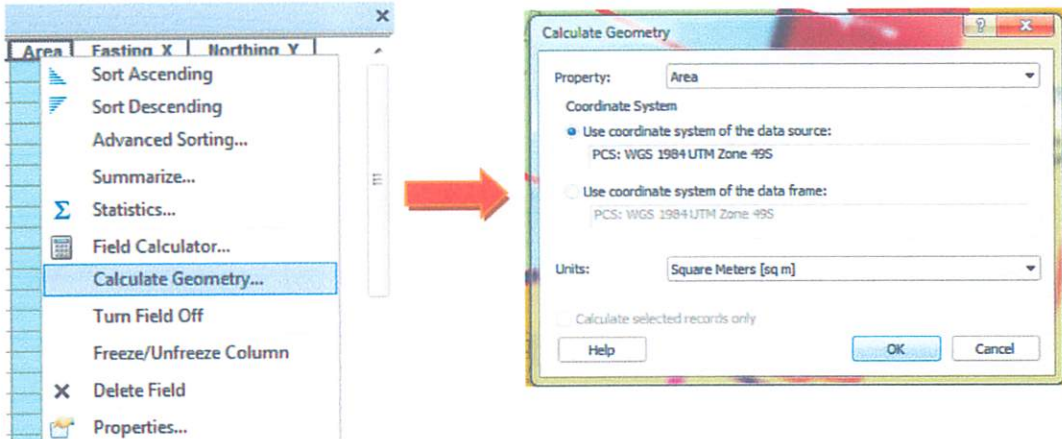 Area Easting_X Northing_Y
Sort Ascending
Sort Descending
Advanced Sorting...
Summarize...
Σ Statistics...
Field Calculator...
Calculate Geometry...
Turn Field Off
Freeze/Unfreeze Column
Delete Field
Properties...
Calculate Geometry
Property: Area
Coordinate System
Use coordinate system of the data source:
PCS: WGS 1984 UTM Zone 49S
Use coordinate system of the data frame:
PCS: WGS 1984 UTM Zone 49S
Units: Square Meters [sq m]
Calculate selected records only
Help OK Cancel